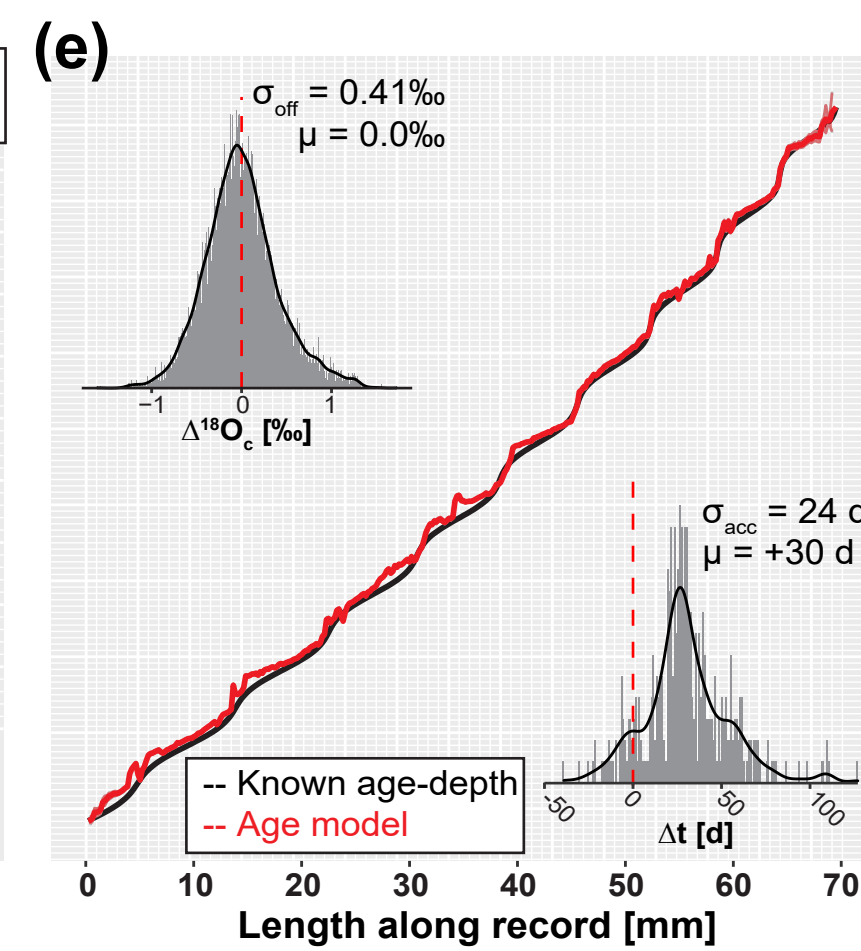 (e)
σoff = 0.41‰
μ = 0.0‰
−1 0 1
Δ¹⁸Oc [‰]
σacc = 24
μ = +30 d
-- Known age-depth
-- Age model
-50 0 50 100
Δt [d]
0 10 20 30 40 50 60 70
Length along record [mm]